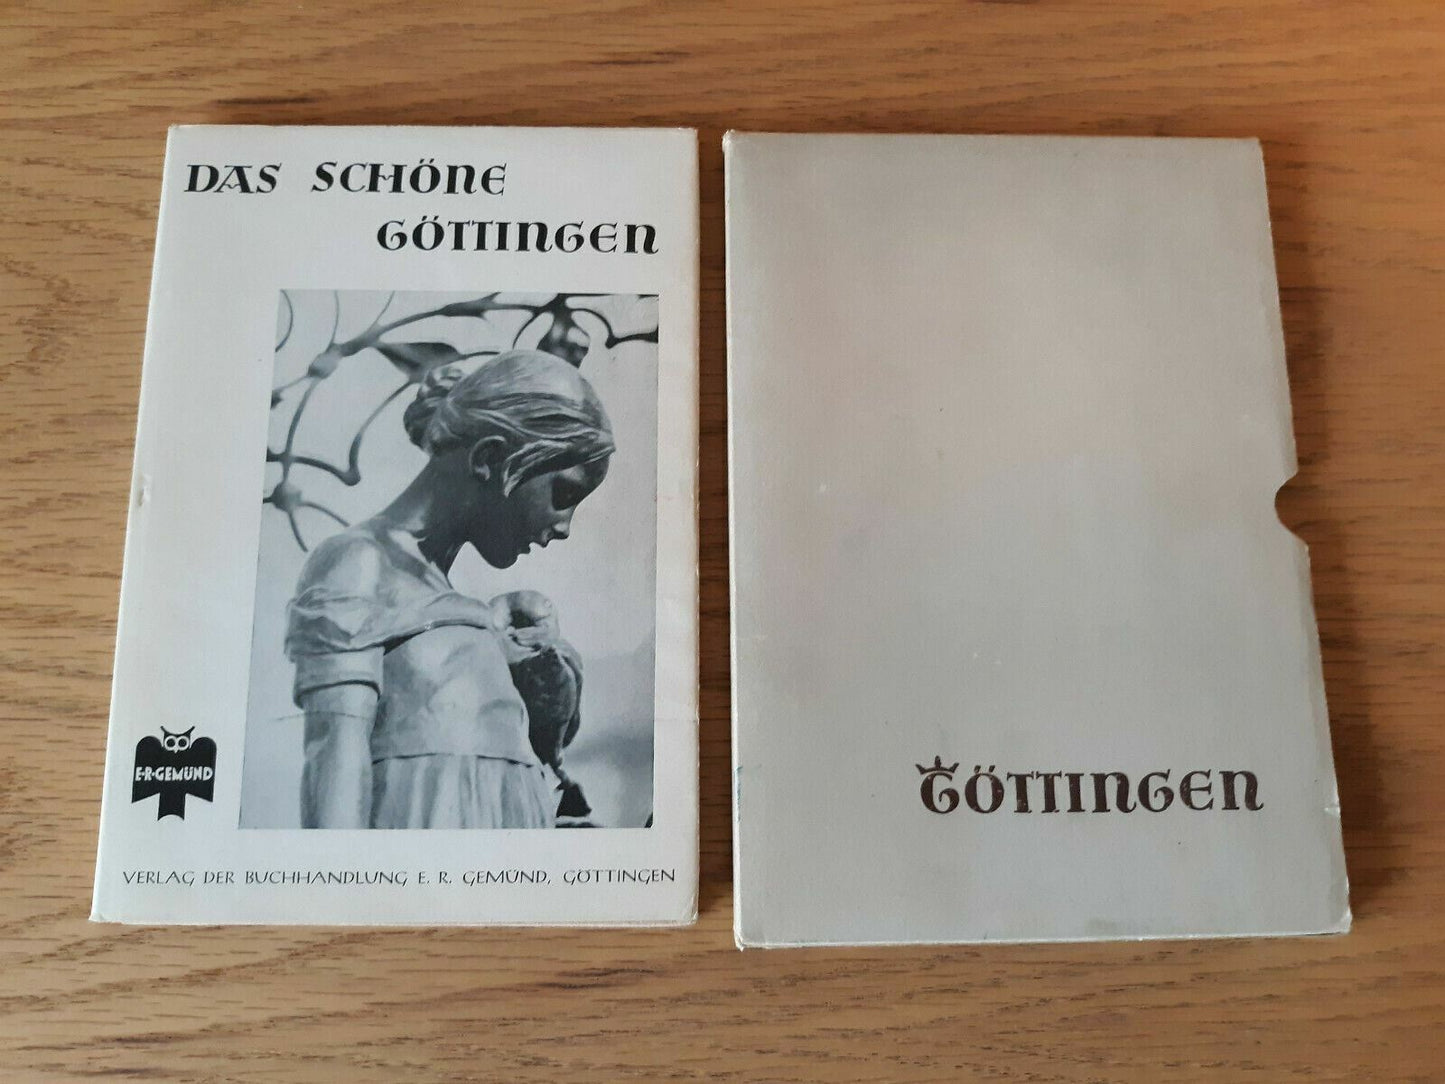 DAS SCHÖNE
GÖTTINGEN
E·R·GEMÜND
VERLAG DER BUCHHANDLUNG E. R. GEMÜND, GÖTTINGEN
GÖTTINGEN